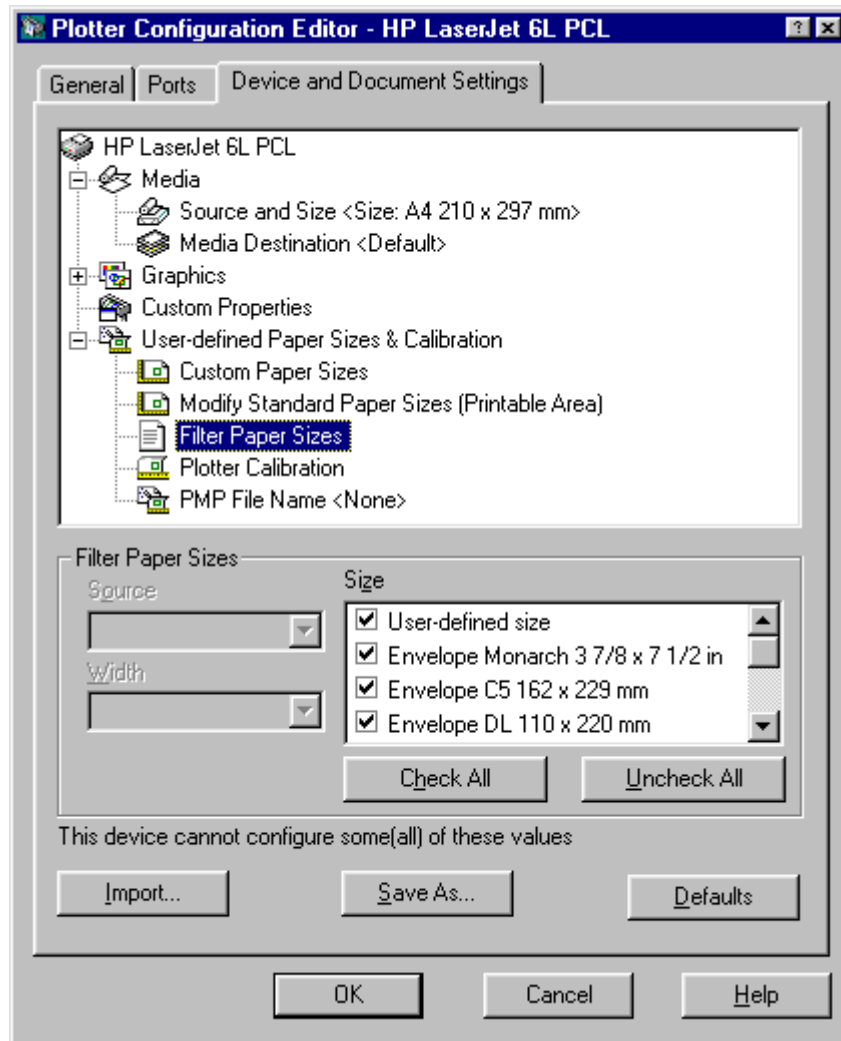 Plotter Configuration Editor - HP LaserJet 6L PCL
General Ports Device and Document Settings
HP LaserJet 6L PCL
Media
Source and Size <Size: A4 210 x 297 mm>
Media Destination <Default>
Graphics
Custom Properties
User-defined Paper Sizes & Calibration
Custom Paper Sizes
Modify Standard Paper Sizes (Printable Area)
Filter Paper Sizes
Plotter Calibration
PMP File Name <None>
Filter Paper Sizes
Source
Width
Size
User-defined size
Envelope Monarch 3 7/8 x 7 1/2 in
Envelope C5 162 x 229 mm
Envelope DL 110 x 220 mm
Check All Uncheck All
This device cannot configure some(all) of these values
Import... Save As... Defaults
OK Cancel Help